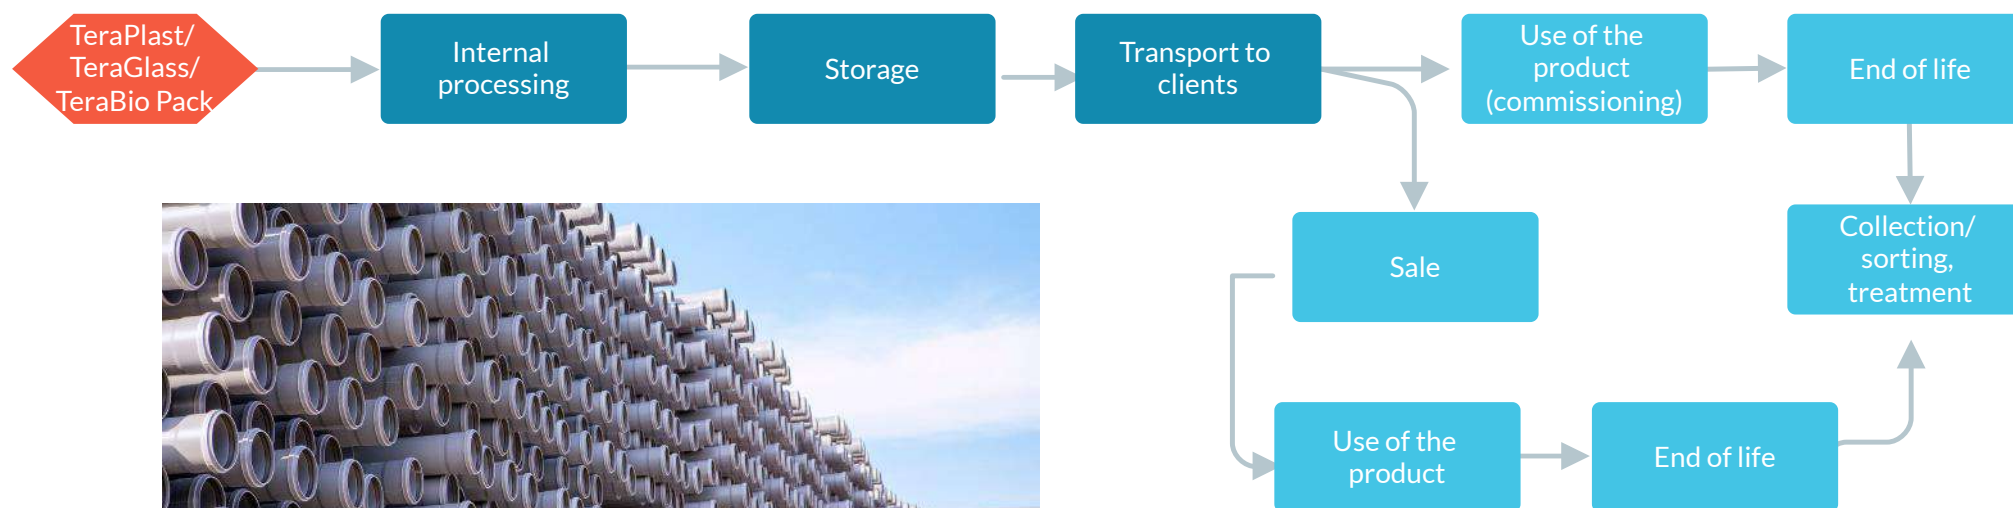 TeraPlast/
TeraGlass/
TeraBio Pack
Internal
processing
Storage
Transport to
clients
Use of the
product
(commissioning)
End of life
Sale
Collection/
sorting,
treatment
Use of the
product
End of life